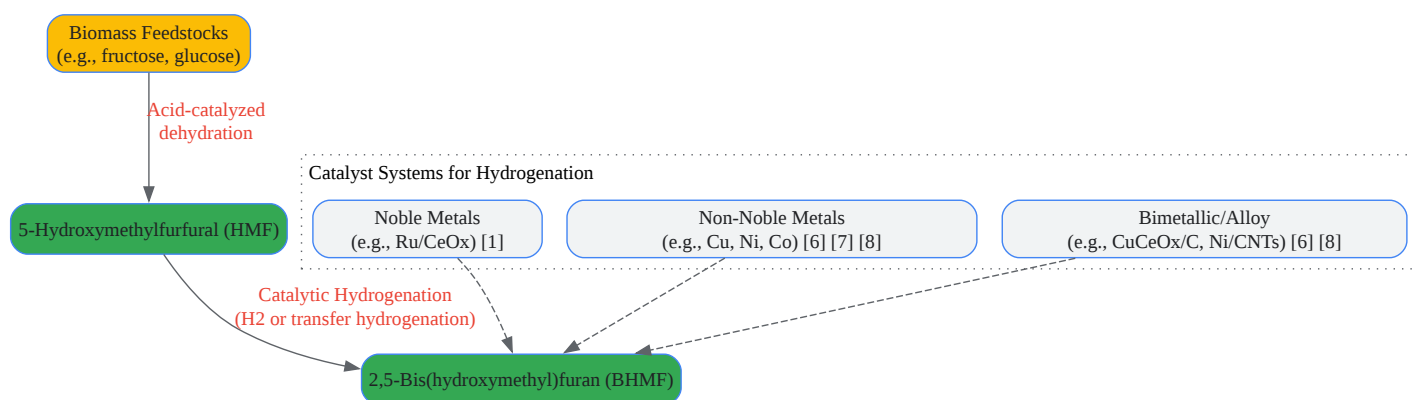 Biomass Feedstocks
(e.g., fructose, glucose)
Acid-catalyzed
dehydration
Catalyst Systems for Hydrogenation
5-Hydroxymethylfurfural (HMF)
Noble Metals
(e.g., Ru/CeOx) [1]
Non-Noble Metals
(e.g., Cu, Ni, Co) [6] [7] [8]
Bimetallic/Alloy
(e.g., CuCeOx/C, Ni/CNTs) [6] [8]
Catalytic Hydrogenation
(H2 or transfer hydrogenation)
2,5-Bis(hydroxymethyl)furan (BHMF)